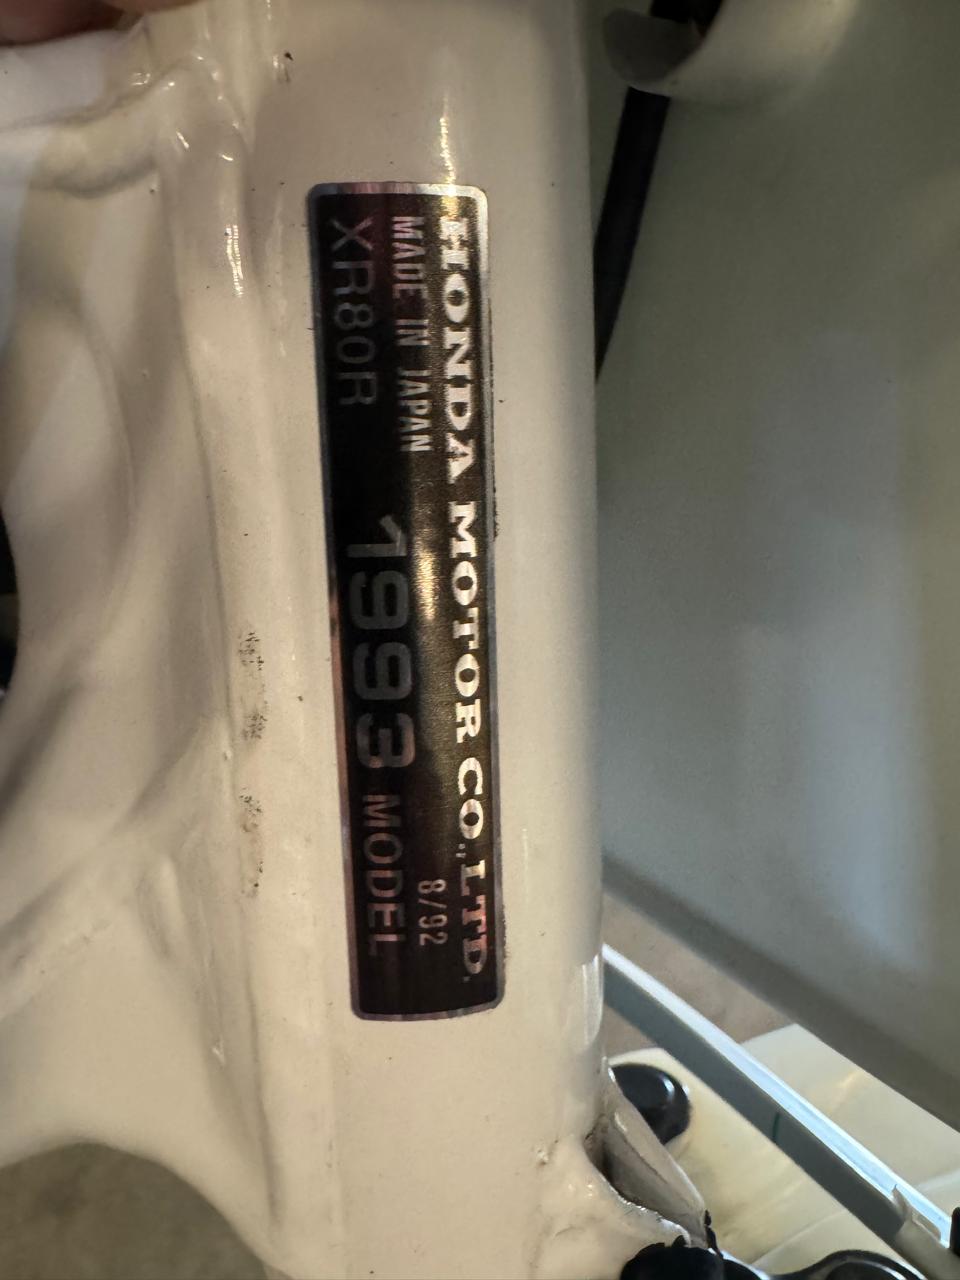 HONDA MOTOR CO.,LTD.
MADE IN JAPAN 8/92
XR80R 1993 MODEL